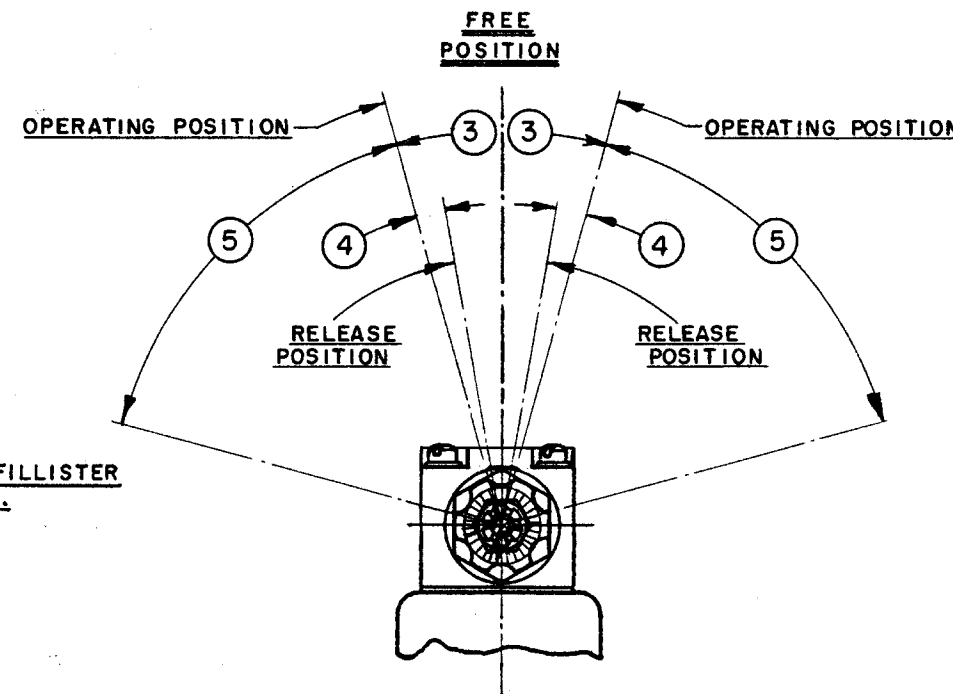 FREE
POSITION
OPERATING POSITION
3 3
OPERATING POSITION
5 4 4 5
RELEASE
POSITION
RELEASE
POSITION
FILLISTER
.